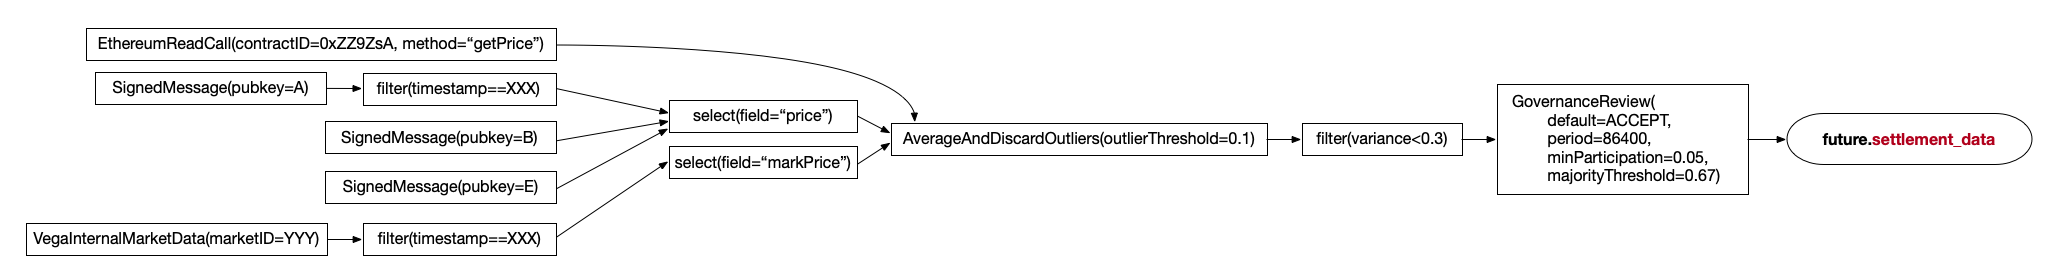 EthereumReadCall(contractID=0xZZ9ZsA, method=“getPrice”)
SignedMessage(pubkey=A)
filter(timestamp==XXX)
SignedMessage(pubkey=B)
SignedMessage(pubkey=E)
VegaInternalMarketData(marketID=YYY)
filter(timestamp==XXX)
select(field=“price”)
select(field=“markPrice”)
AverageAndDiscardOutliers(outlierThreshold=0.1)
filter(variance<0.3)
GovernanceReview(
default=ACCEPT,
period=86400,
minParticipation=0.05,
majorityThreshold=0.67)
future.settlement_data